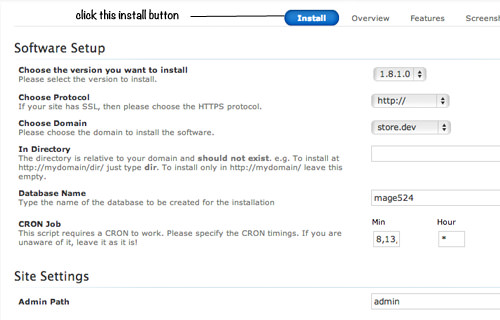 click this install button
Install Overview Features Screensh
Software Setup
Choose the version you want to install
Please select the version to install.
1.8.1.0
Choose Protocol
If your site has SSL, then please choose the HTTPS protocol.
http://
Choose Domain
Please choose the domain to install the software.
store.dev
In Directory
The directory is relative to your domain and should not exist. e.g. To install at
http://mydomain/dir/ just type dir. To install only in http://mydomain/ leave this
empty.
Database Name
Type the name of the database to be created for the installation
mage524
CRON Job
This script requires a CRON to work. Please specify the CRON timings. If you are
unaware of it, leave it as it is!
Min Hour
8,13, *
Site Settings
Admin Path
admin